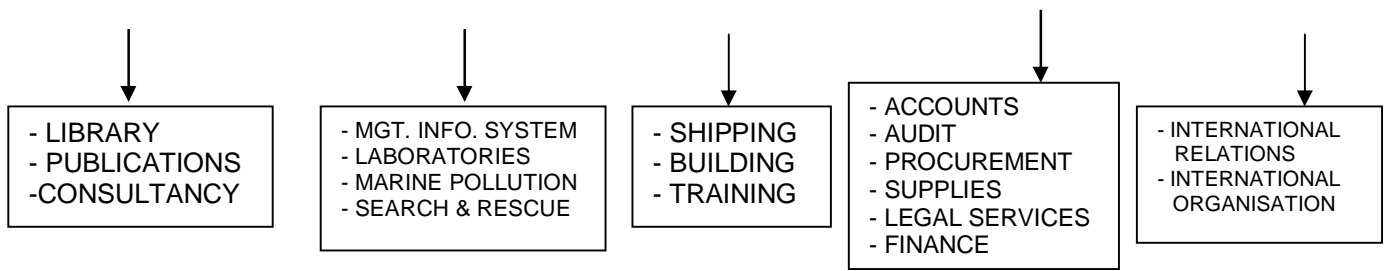 - LIBRARY
- PUBLICATIONS
-CONSULTANCY
- MGT. INFO. SYSTEM
- LABORATORIES
- MARINE POLLUTION
- SEARCH & RESCUE
- SHIPPING
- BUILDING
- TRAINING
- ACCOUNTS
- AUDIT
- PROCUREMENT
- SUPPLIES
- LEGAL SERVICES
- FINANCE
- INTERNATIONAL
RELATIONS
- INTERNATIONAL
ORGANISATION